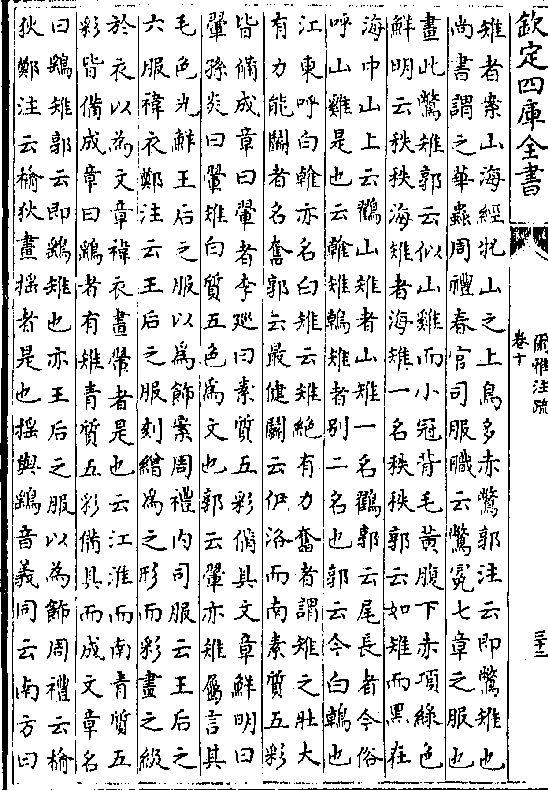 欽定四庫全書
爾雅注疏
卷十
雉者案山海經牝山之上鳥多赤鷩郭注云即鷩雉也
尚書謂之華蟲周禮春官司服職云鷩冕七章之服也
畫此鷩雉郭云似山雞而小冠背毛黃腹下赤項綠色
鮮明云秩秩海雉者海雉一名秩秩郭云如雉而黑在
海中山上云鸐山雉者山雉一名鸐郭云尾長者今俗
呼山雞是也云雗雉鵫雉者別二名也郭云今白鵫也
江東呼白雗亦名白雉云雉絕有力奮者謂雉之壯大
有力能鬭者名奮郭云最健鬭云伊洛而南素質五彩
皆備成章曰翬者李廵曰素質五彩備具文章鮮明曰
翬孫炎曰翬雉白質五色為文也郭云翬亦雉屬言其
毛色光鮮王后之服以為飾案周禮内司服云王后之
六服褘衣鄭注云王后之服刻繒為之形而彩畫之綴
於衣以為文章褘衣畫翬者是也云江淮而南青質五
彩皆備成章曰鷂者有雉青質五彩備具而成文章名
曰鷂雉郭云即鷂雉也亦王后之服以為飾周禮云揄
狄鄭注云揄狄畫揺者是也揺與鷂音義同云南方曰